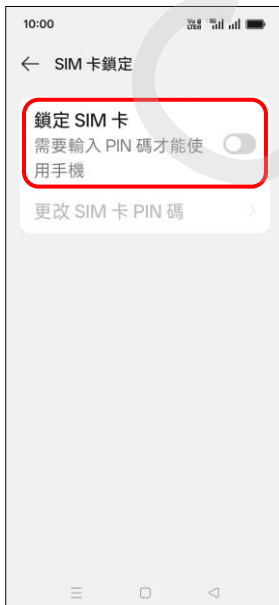 10:00
← SIM 卡鎖定
鎖定 SIM 卡
需要輸入 PIN 碼才能使
用手機
更改 SIM 卡 PIN 碼